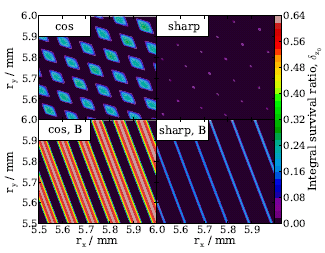 6.0
5.9
5.8
5.7
5.6
r_y / mm
cos
sharp
6.0
5.9
5.8
5.7
5.6
5.5
r_y / mm
cos, B
sharp, B
5.5 5.6 5.7 5.8 5.9 6.0 5.6 5.7 5.8 5.9
r_x / mm
r_x / mm
0.64
0.56
0.48
0.40
0.32
0.24
0.16
0.08
0.00
Integral survival ratio, δ_{z_0}